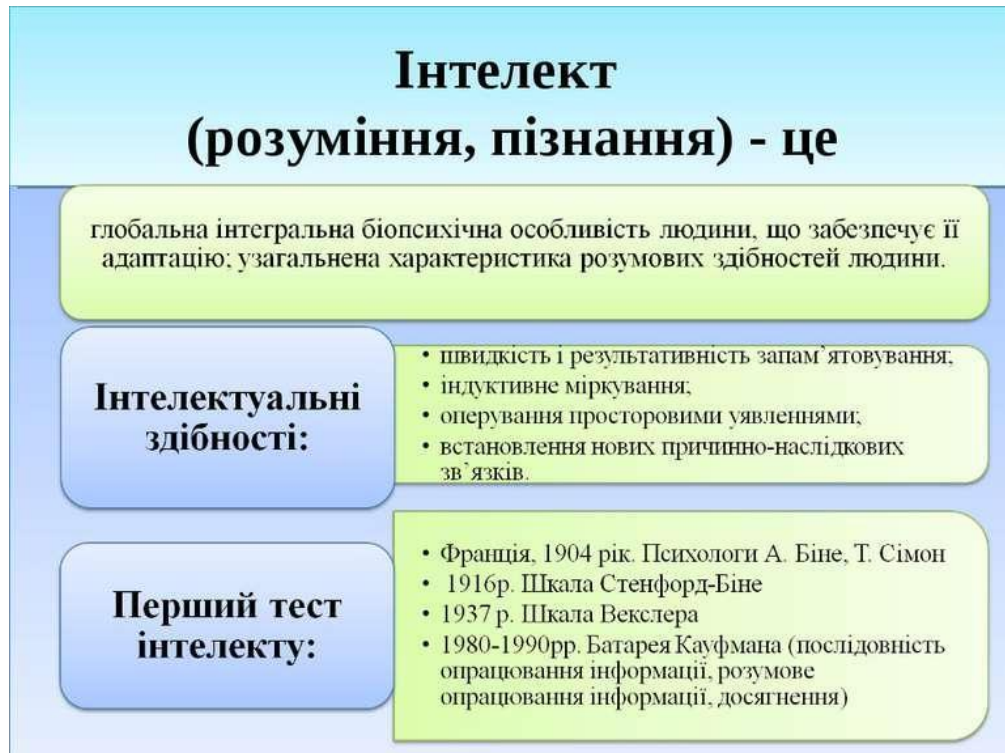 Інтелект
(розуміння, пізнання) - це
глобальна інтегральна біопсихічна особливість людини, що забезпечує її
адаптацію; узагальнена характеристика розумових здібностей людини.
Інтелектуальні
здібності:
• швидкість і результативність запам`ятовування;
• індуктивне міркування;
• оперування просторовими уявленнями;
• встановлення нових причинно-наслідкових
зв`язків.
Перший тест
інтелекту:
• Франція, 1904 рік. Психологи А. Біне, Т. Сімон
• 1916р. Шкала Стенфорд-Біне
• 1937 р. Шкала Векслера
• 1980-1990рр. Батарея Кауфмана (послідовність
опрацювання інформації, розумове
опрацювання інформації, досягнення)